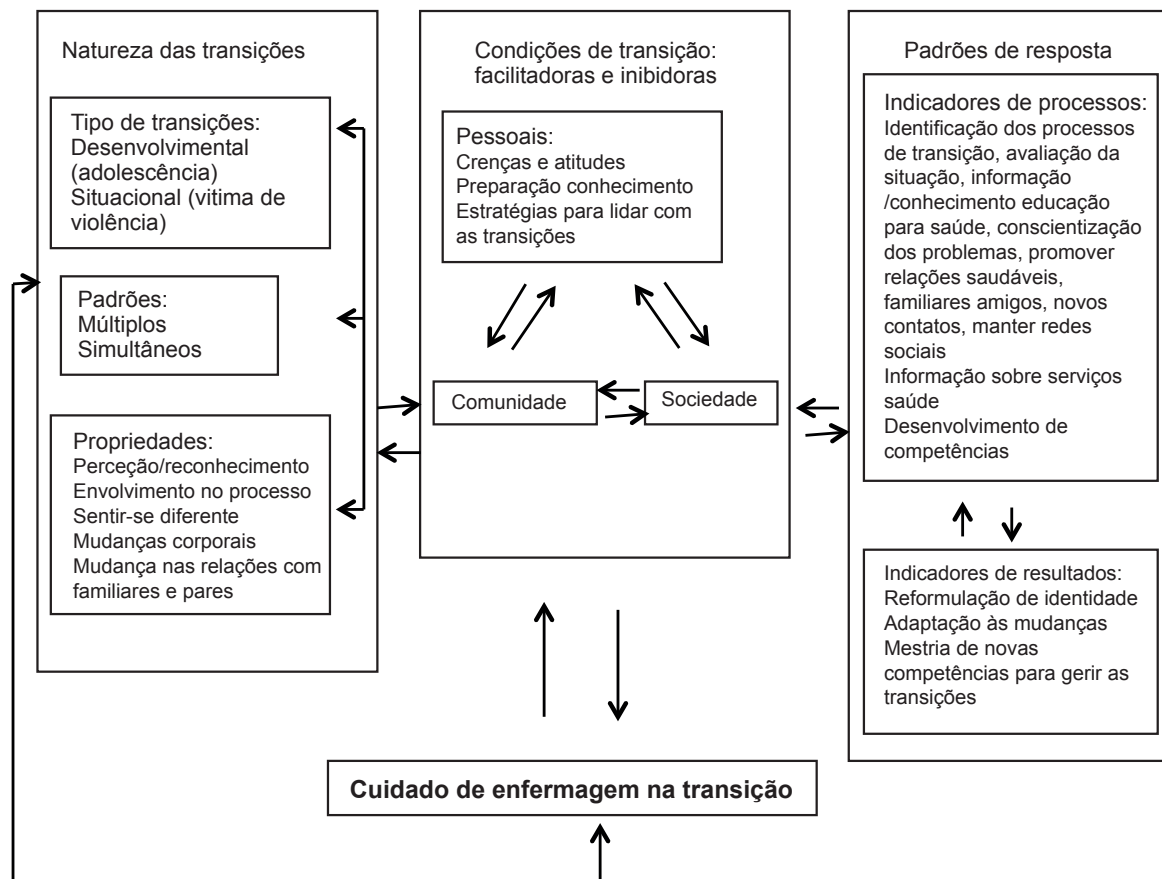 Natureza das transições
Tipo de transições:
Desenvolvimental
(adolescência)
Situacional (vitima de
violência)
Padrões:
Múltiplos
Simultâneos
Propriedades:
Perceção/reconhecimento
Envolvimento no processo
Sentir-se diferente
Mudanças corporais
Mudança nas relações com
familiares e pares
Condições de transição:
facilitadoras e inibidoras
Pessoais:
Crenças e atitudes
Preparação conhecimento
Estratégias para lidar com
as transições
Comunidade
Sociedade
Padrões de resposta
Indicadores de processos:
Identificação dos processos
de transição, avaliação da
situação, informação
/conhecimento educação
para saúde, conscientização
dos problemas, promover
relações saudáveis,
familiares amigos, novos
contatos, manter redes
sociais
Informação sobre serviços
saúde
Desenvolvimento de
competências
Indicadores de resultados:
Reformulação de identidade
Adaptação às mudanças
Mestria de novas
competências para gerir as
transições
Cuidado de enfermagem na transição